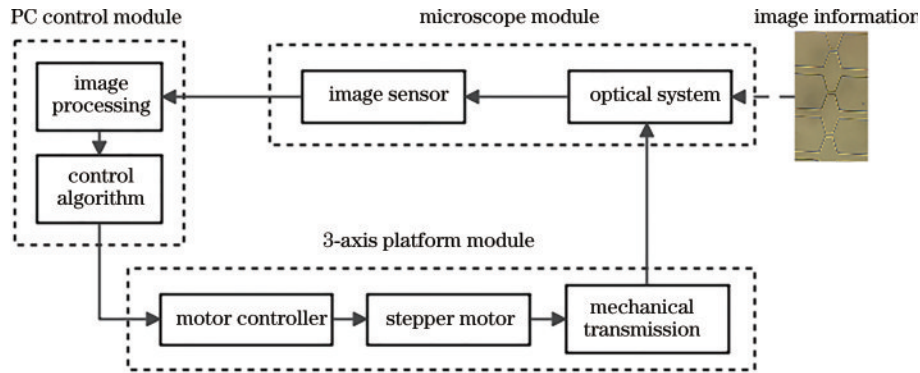 PC control module
microscope module
image information
image
processing
image sensor
optical system
control
algorithm
3-axis platform module
motor controller
stepper motor
mechanical
transmission